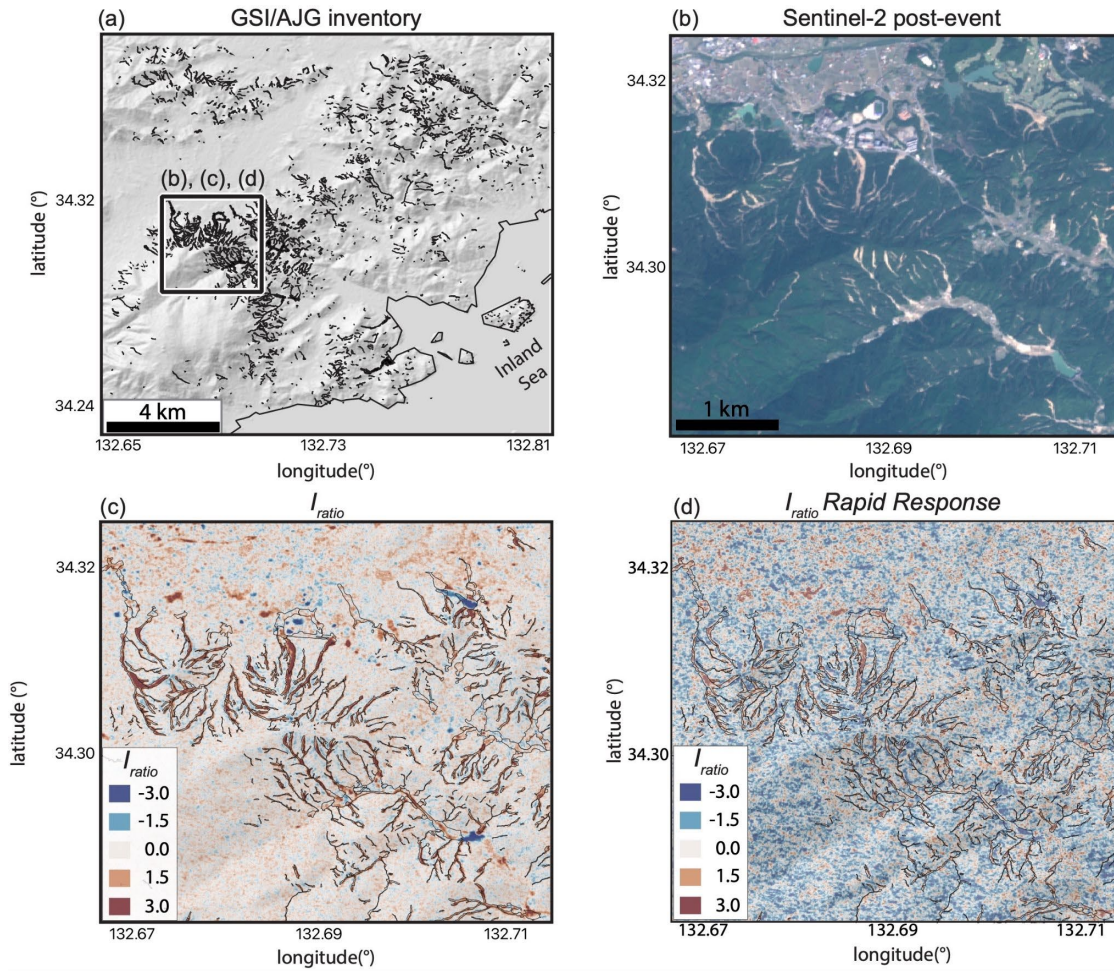 (a) GSI/AJG inventory
(b), (c), (d)
Inland
Sea
4 km
34.32
34.24
latitude (°)
132.65 132.73 132.81
longitude(°)
(b) Sentinel-2 post-event
34.32
34.30
latitude (°)
1 km
132.67 132.69 132.71
longitude(°)
(c) I ratio
34.32
34.30
latitude (°)
I ratio
-3.0
-1.5
0.0
1.5
3.0
132.67 132.69 132.71
longitude(°)
(d) I ratio Rapid Response
34.32
34.30
latitude (°)
I ratio
-3.0
-1.5
0.0
1.5
3.0
132.67 132.69 132.71
longitude(°)